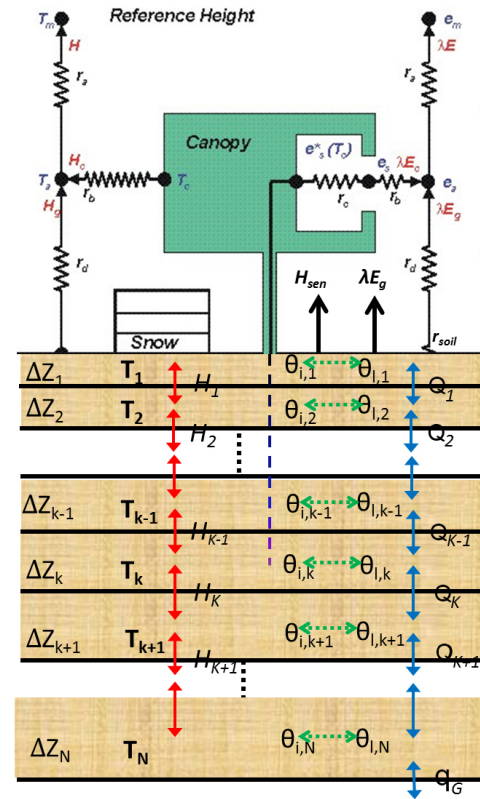 Reference Height
T_m
e_m
H
λE
r_a
r_a
Canopy
e*_s (T_c)
H_c
e_s
λE_c
T_a
T_c
e_a
r_b
r_c
r_b
H_g
λE_g
r_d
r_d
H_sen
λE_g
Snow
r_soil
ΔZ_1 T_1 H_1 θ_i,1 θ_l,1 Q_1
ΔZ_2 T_2 H_2 θ_i,2 θ_l,2 Q_2
ΔZ_k-1 T_k-1 H_K-1 θ_i,k-1 θ_l,k-1 Q_K-1
ΔZ_k T_k H_K θ_i,k θ_l,k Q_K
ΔZ_k+1 T_k+1 H_K+1 θ_i,k+1 θ_l,k+1 Q_K+1
ΔZ_N T_N θ_i,N θ_l,N
q_G